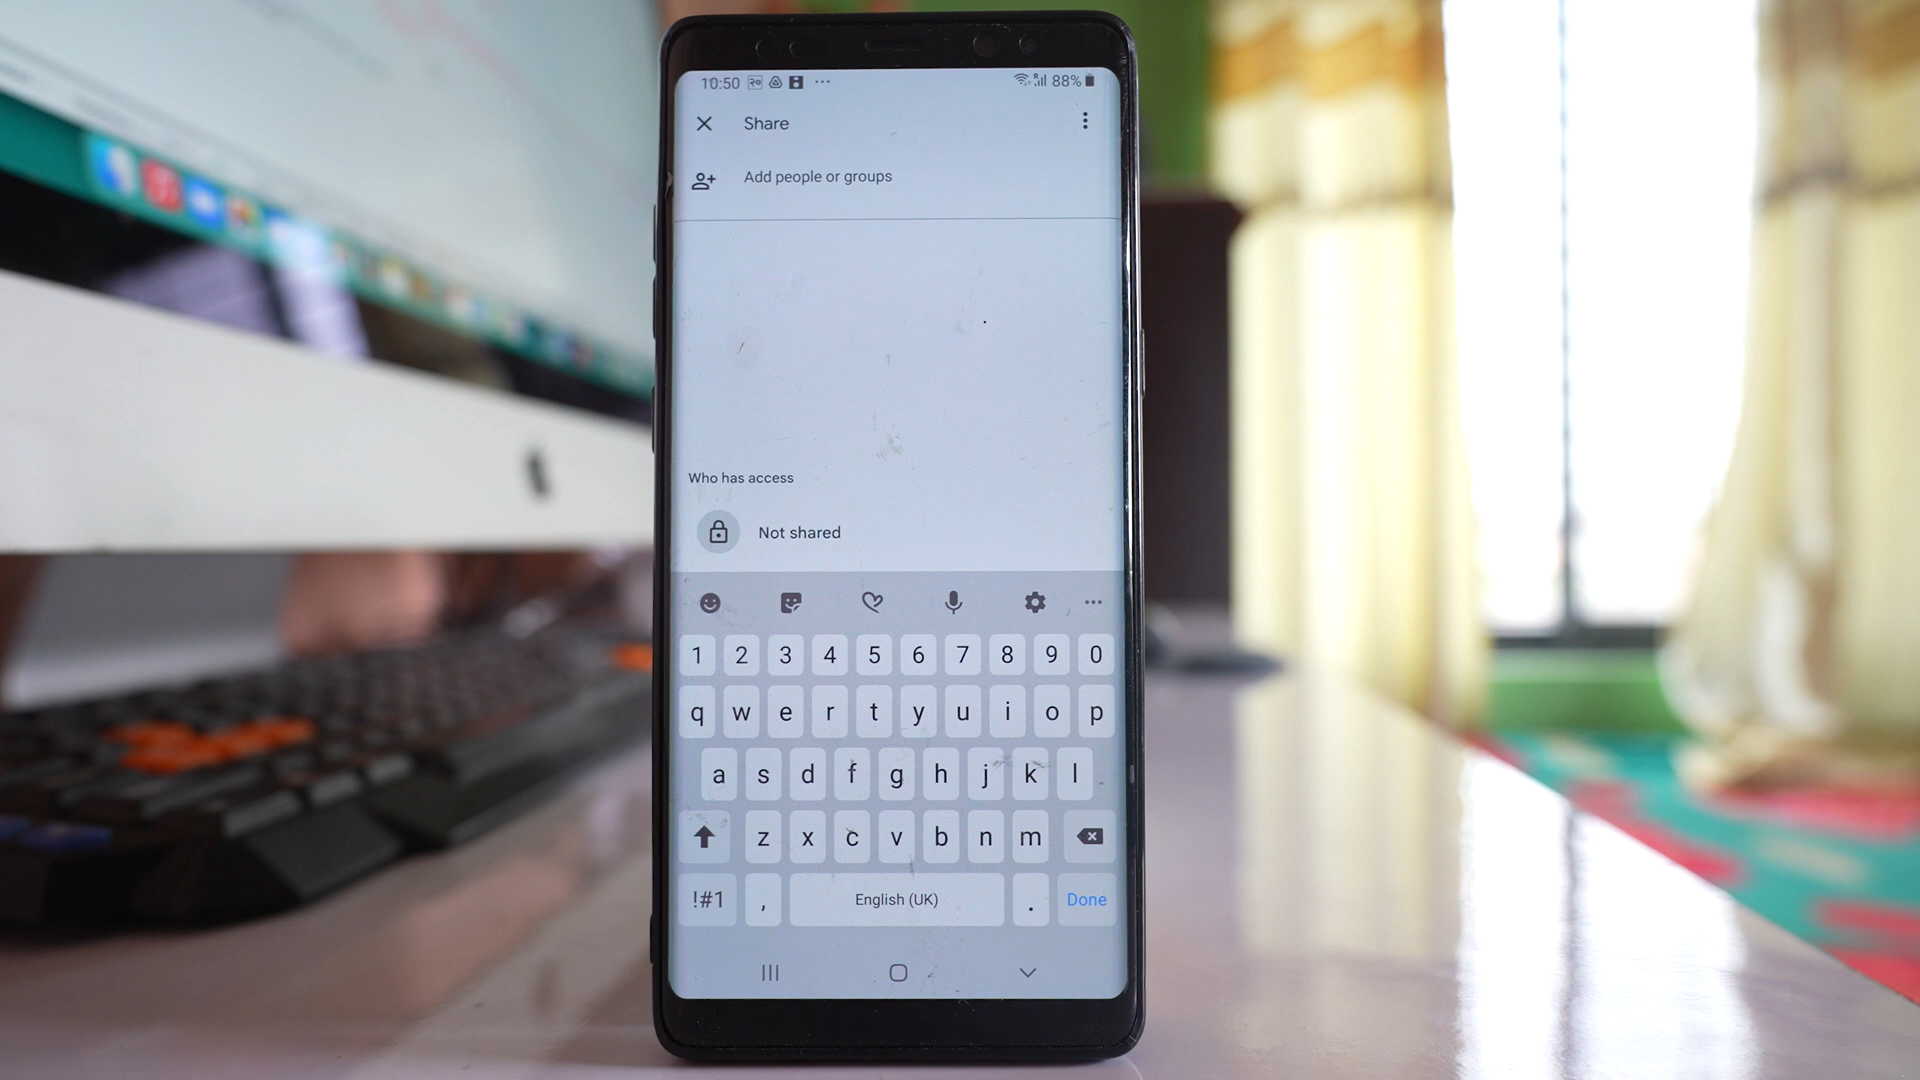 10:50 २० ... 88%
Share
Add people or groups
Who has access
Not shared
1 2 3 4 5 6 7 8 9 0
q w e r t y u i o p
a s d f g h j k l
z x c v b n m
!#1 , English (UK) . Done